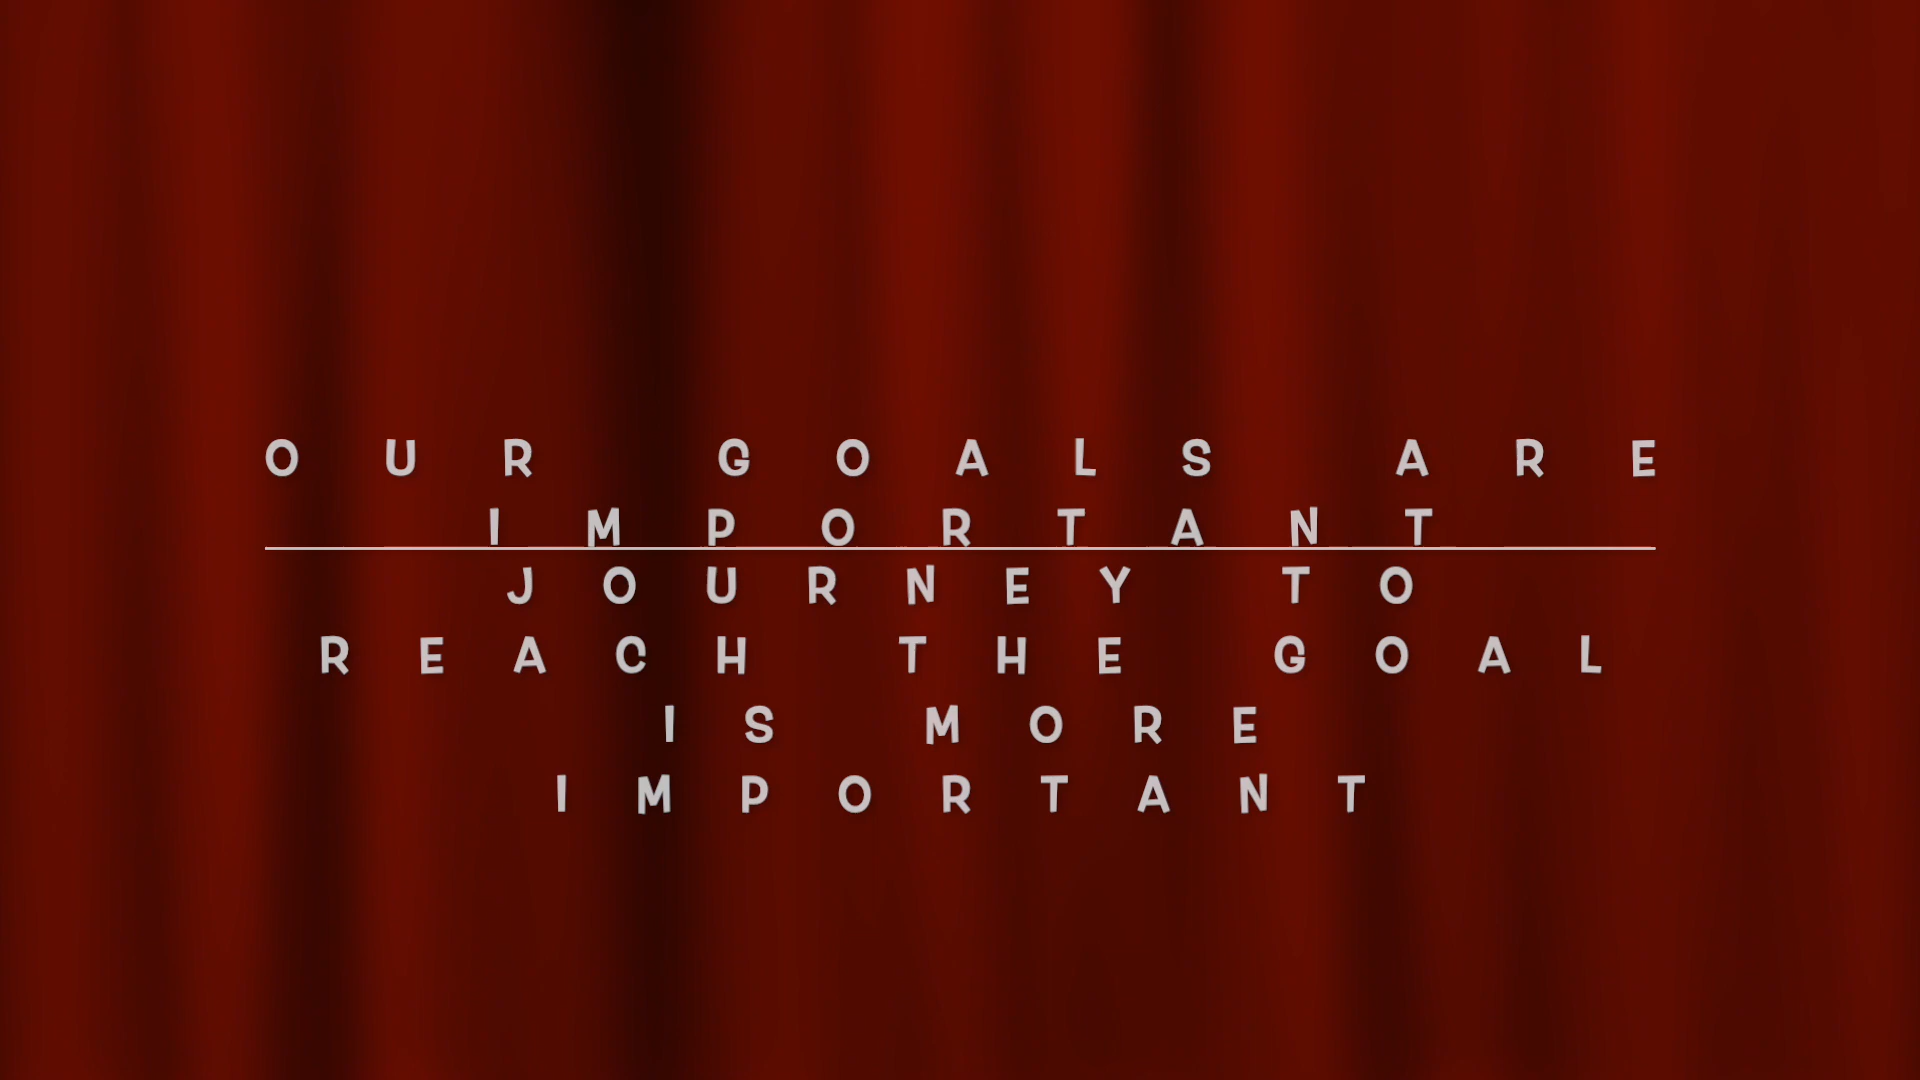 OUR GOALS ARE
IMPORTANT
JOURNEY TO
REACH THE GOAL
IS MORE
IMPORTANT